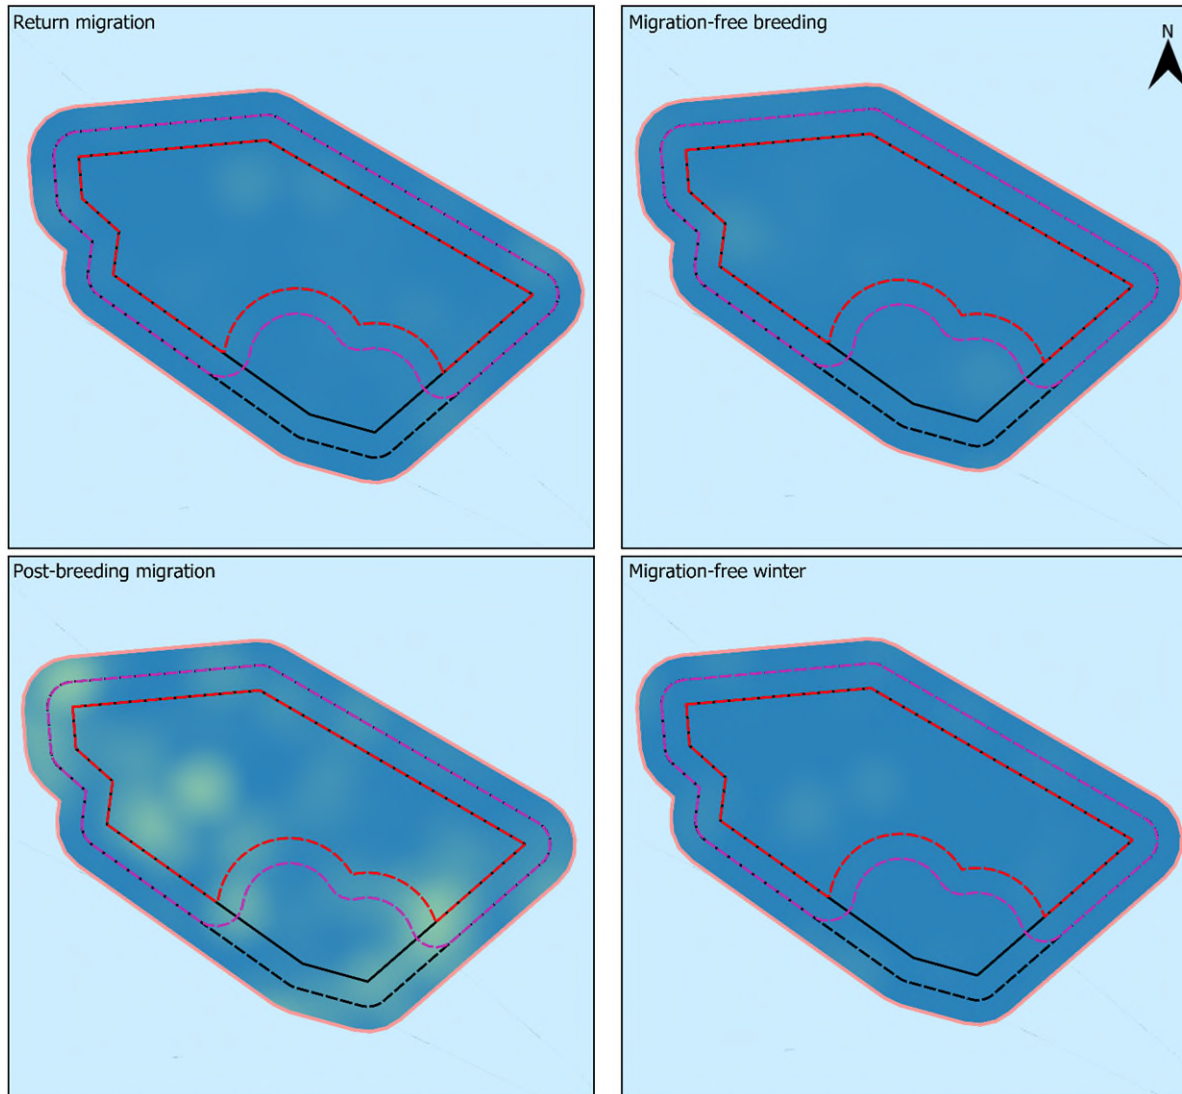 Return migration
Migration-free breeding
N
Post-breeding migration
Migration-free winter